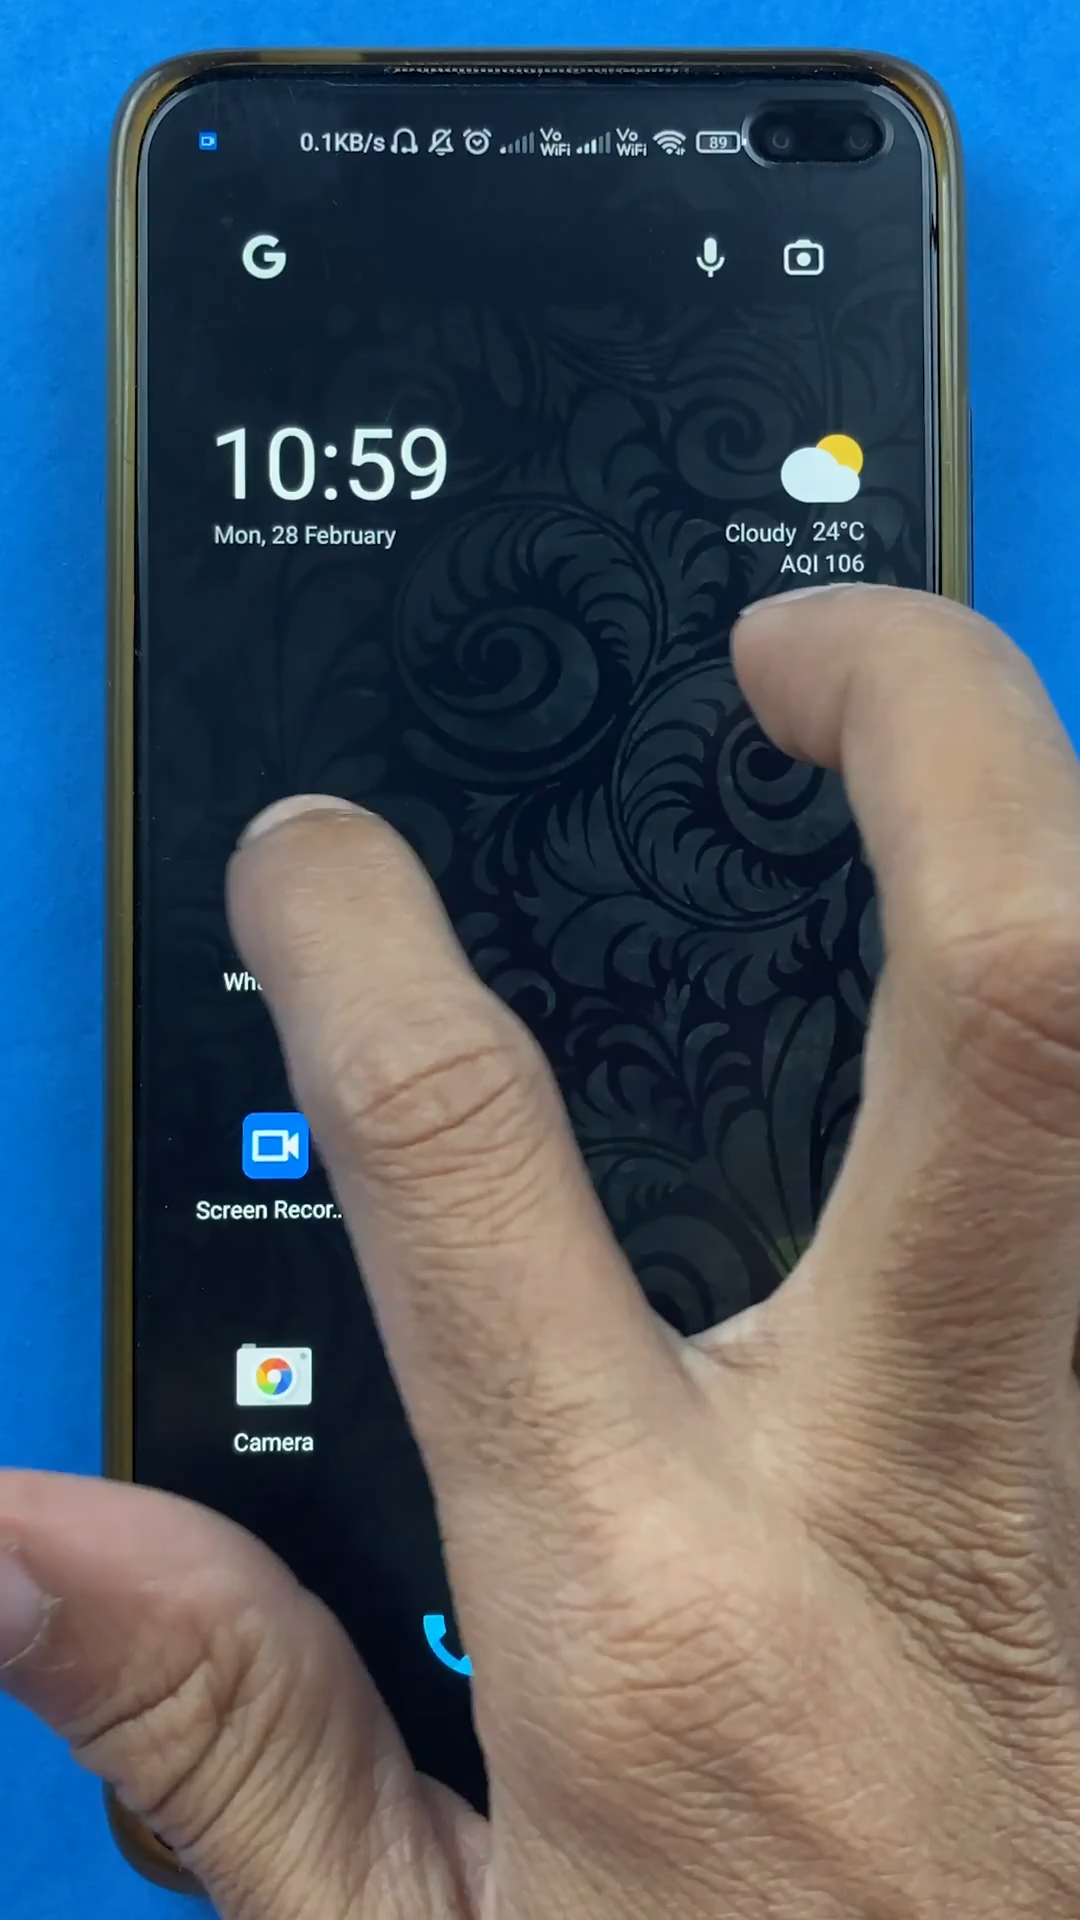 0.1KB/s Vo WiFi Vo WiFi 89
G
10:59
Mon, 28 February
Cloudy 24°C
AQI 106
Screen Recor..
Camera